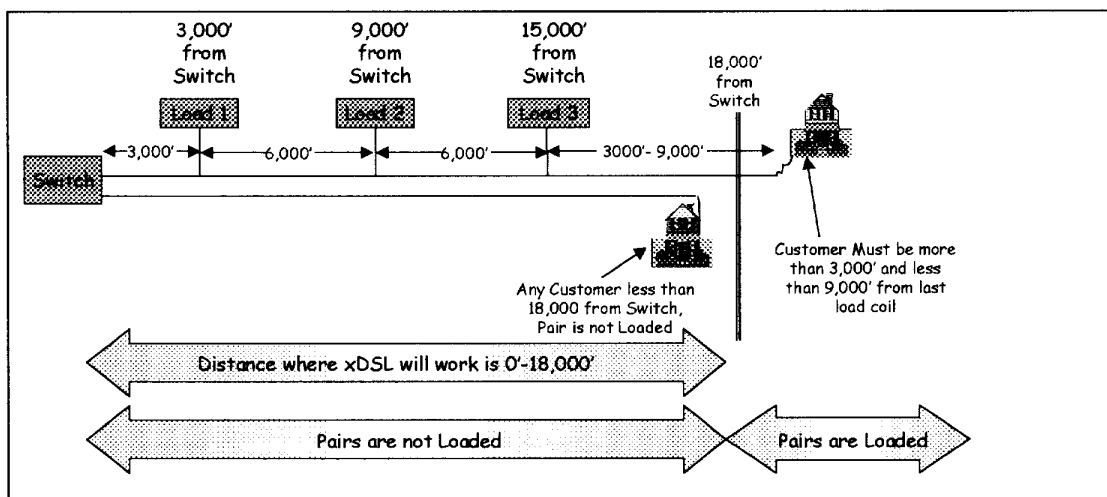 3,000'
from
Switch
9,000'
from
Switch
15,000'
from
Switch
18,000'
from
Switch
Load 1
Load 2
Load 3
3,000'
6,000'
6,000'
3000'- 9,000'
Switch
Any Customer less than
18,000 from Switch,
Pair is not Loaded
Customer Must be more
than 3,000' and less
than 9,000' from last
load coil
Distance where xDSL will work is 0'-18,000'
Pairs are not Loaded
Pairs are Loaded